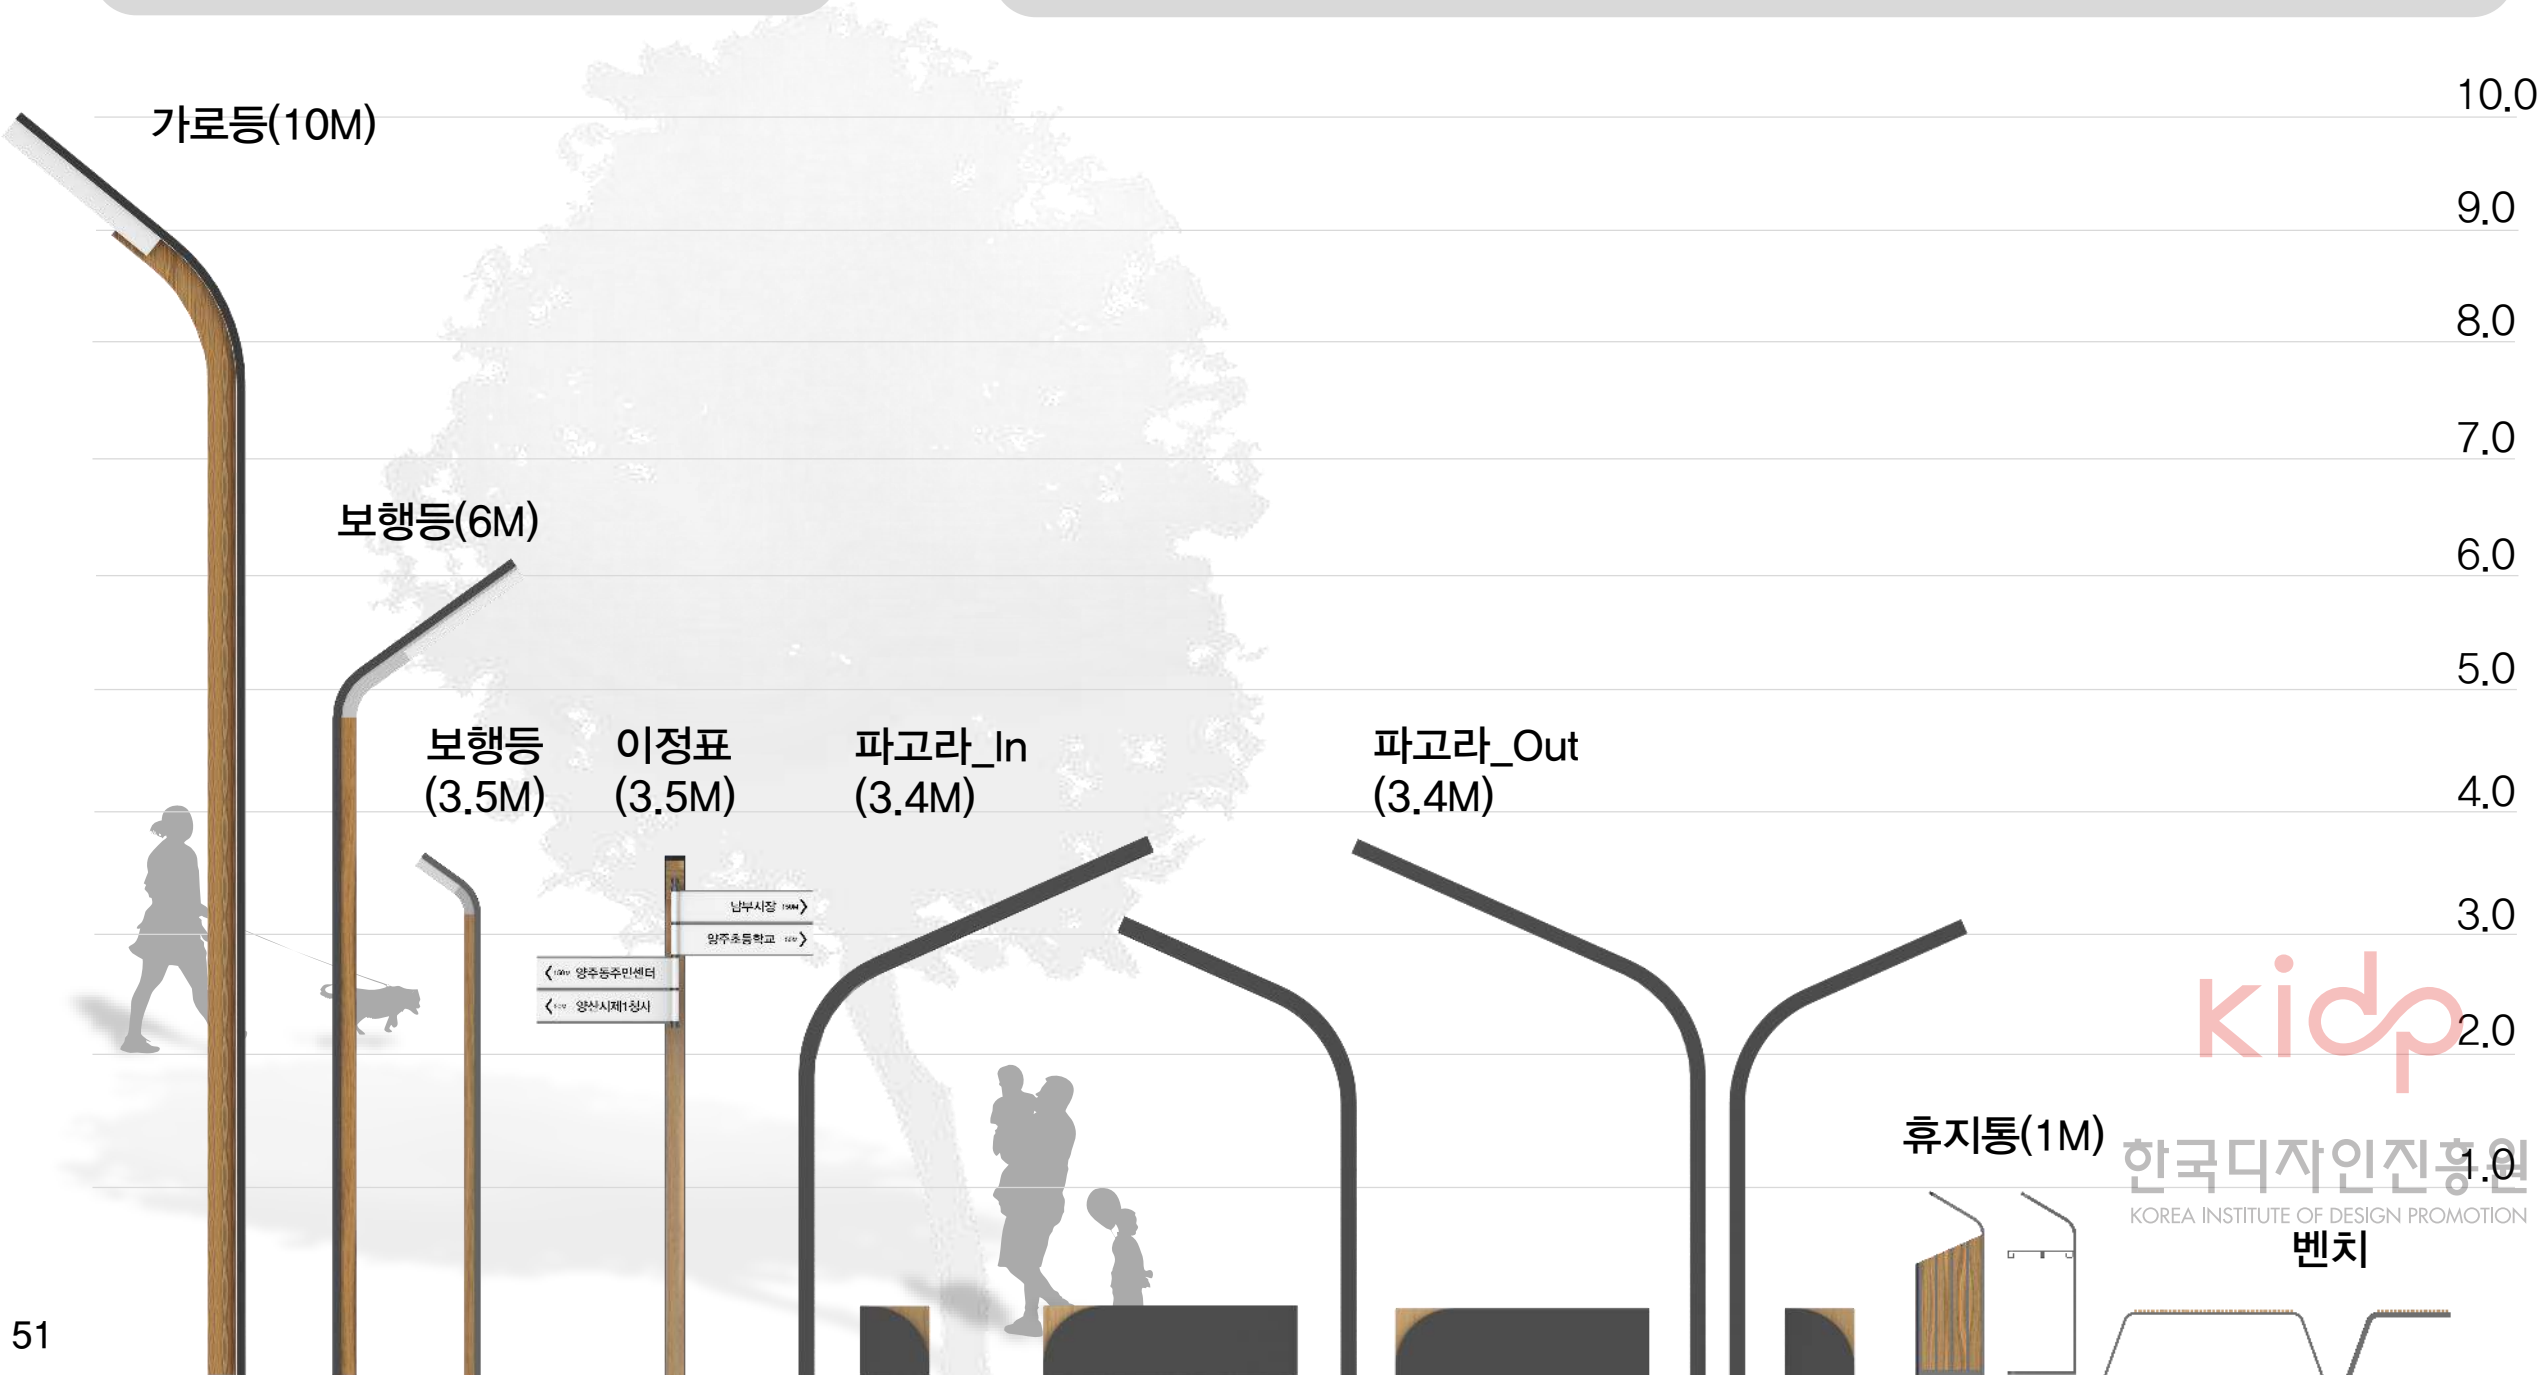 10.0
가로등(10M)
9.0
8.0
7.0
보행등(6M)
6.0
5.0
보행등
(3.5M)
이정표
(3.5M)
파고라_In
(3.4M)
파고라_Out
(3.4M)
4.0
남부시장 150M
양주초등학교
150M 양주동주민센터
양산시제1청사
3.0
kidp
2.0
휴지통(1M)
한국디자인진흥원
1.0
KOREA INSTITUTE OF DESIGN PROMOTION
벤치
51